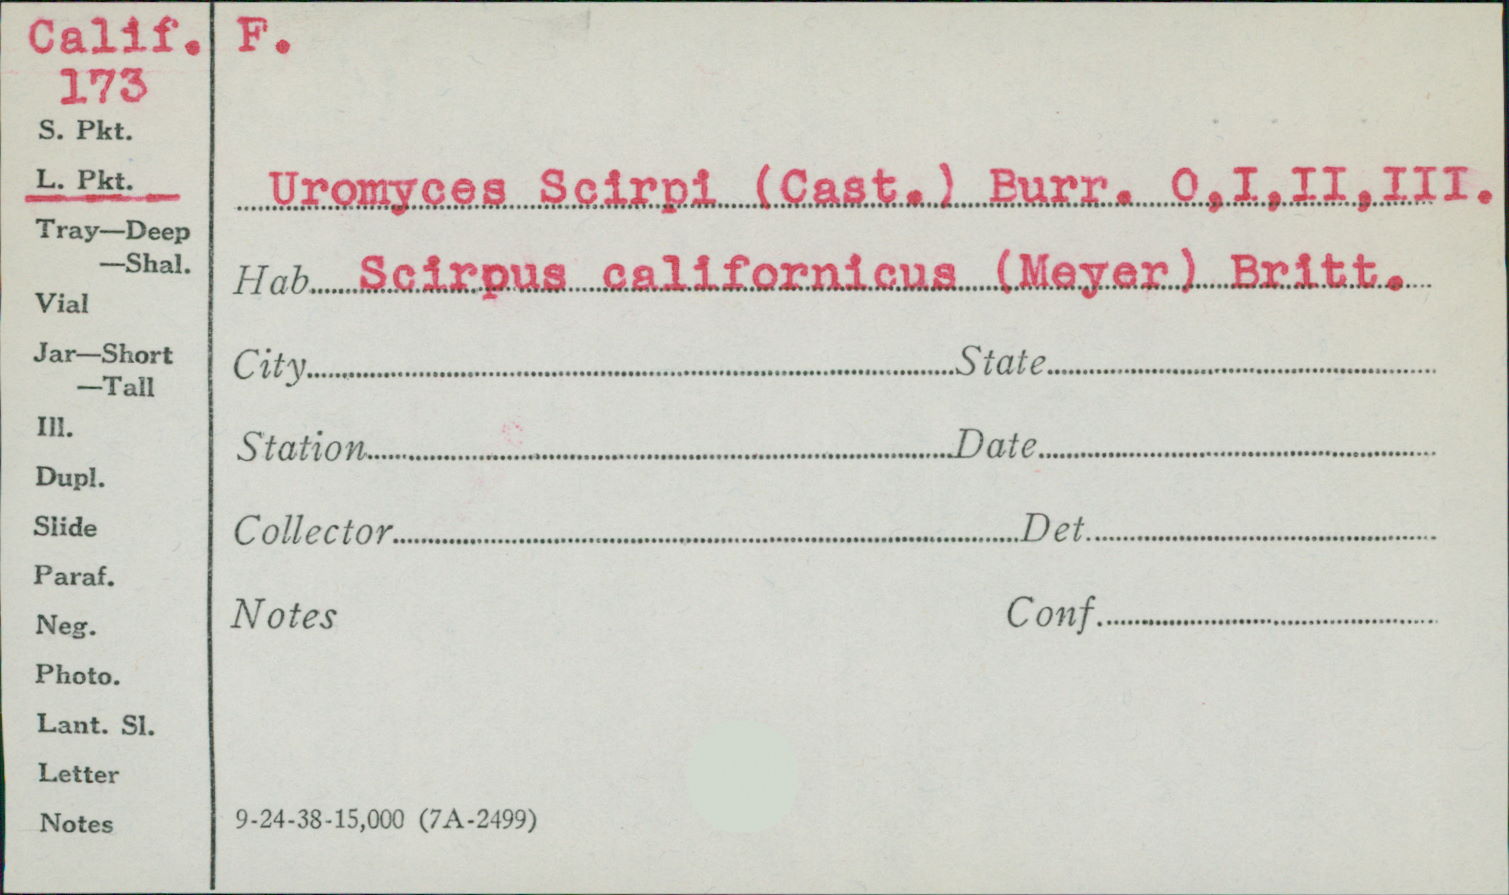 Calif.
173
S. Pkt.
L. Pkt.
Tray—Deep
—Shal.
Vial
Jar—Short
—Tall
Ill.
Dupl.
Slide
Paraf.
Neg.
Photo.
Lant. Sl.
Letter
Notes
F.
Uromyces Scirpi (Cast.) Burr. O,I,II,III.
Hab. Scirpus californicus (Meyer) Britt.
City State
Station Date
Collector Det.
Notes Conf.
9-24-38-15,000 (7A-2499)